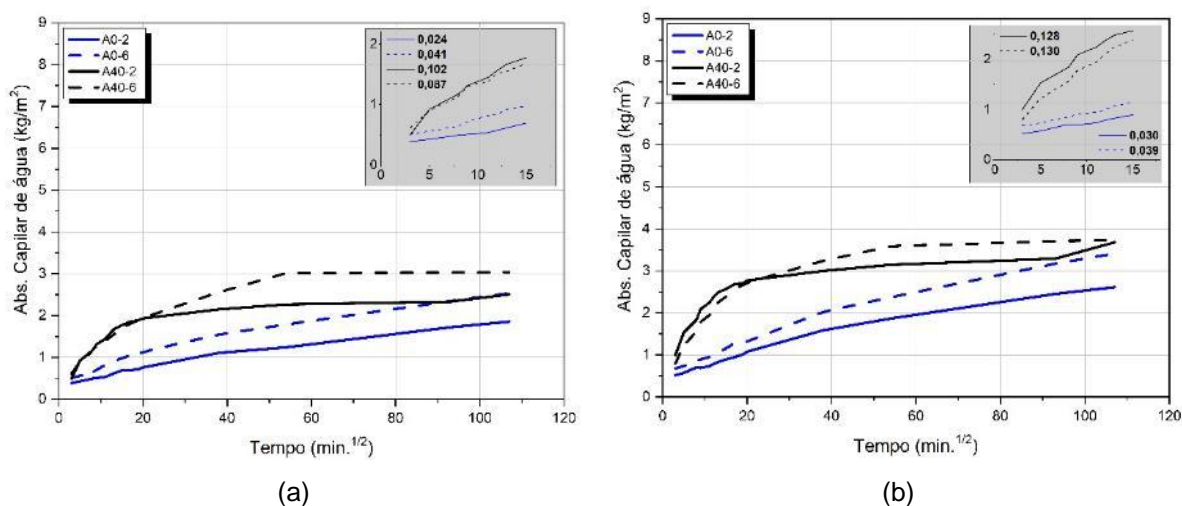 9
8
7
6
5
4
3
2
1
0
Abs. Capilar de água (kg/m²)
A0-2
A0-6
A40-2
A40-6
2
1
0
0,024
0,041
0,102
0,087
0 5 10 15
0 20 40 60 80 100 120
Tempo (min.1/2)
(a)
9
8
7
6
5
4
3
2
1
0
Abs. Capilar de água (kg/m²)
A0-2
A0-6
A40-2
A40-6
2
1
0
0,128
0,130
0,030
0,039
0 5 10 15
0 20 40 60 80 100 120
Tempo (min.1/2)
(b)